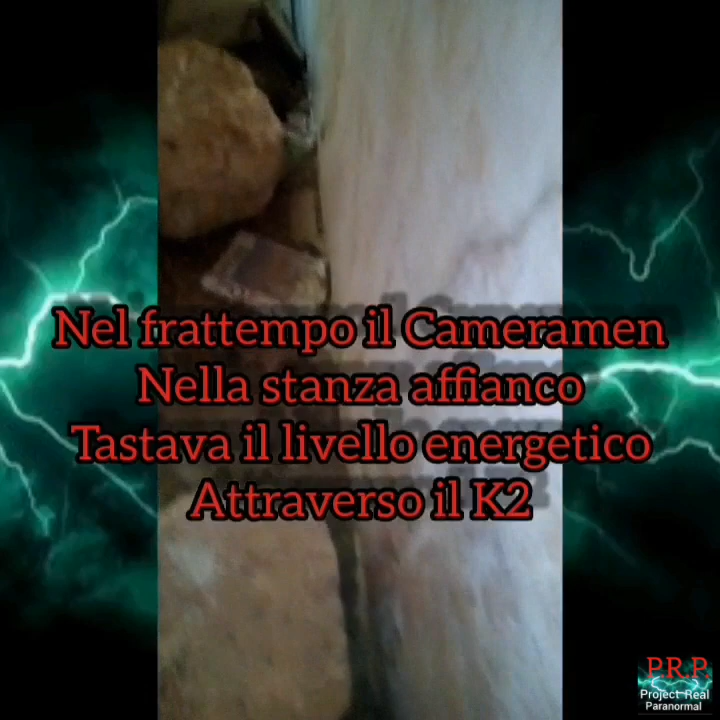 Nel frattempo il Cameramen
Nella stanza affianco
Tastava il livello energetico
Attraverso il K2
P.R.P.
Project Real
Paranormal